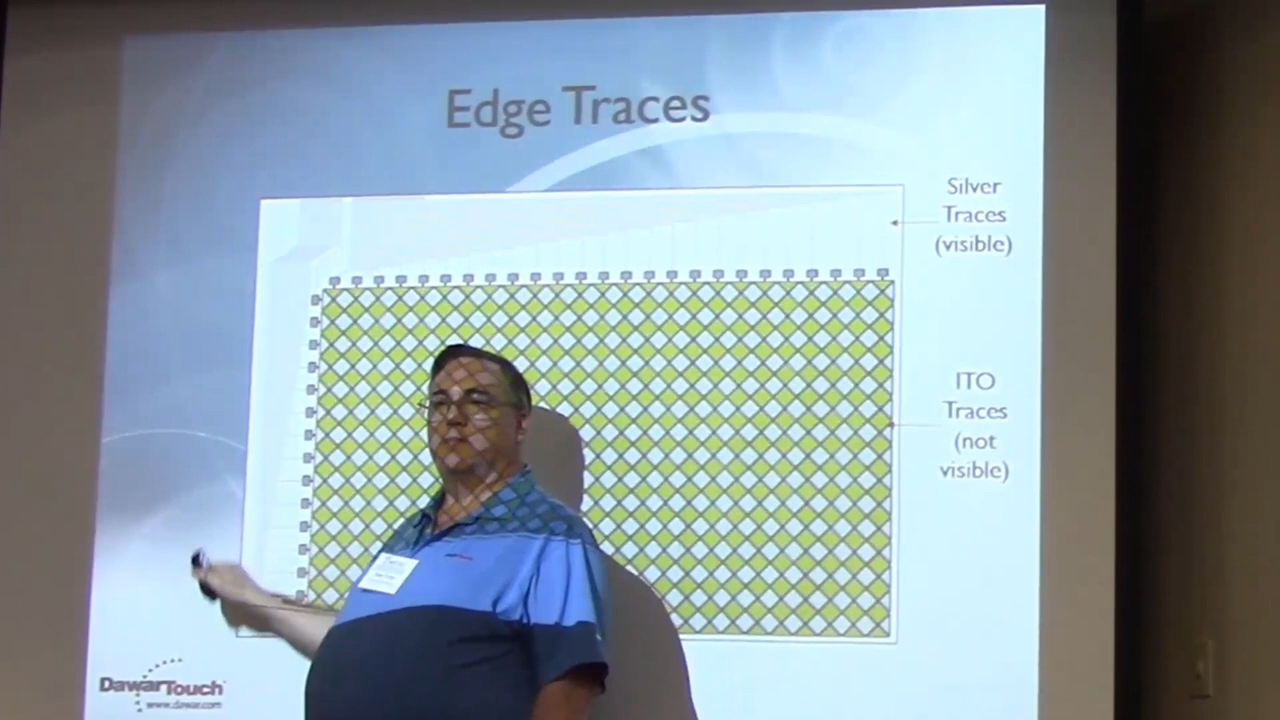 Edge Traces
Silver
Traces
(visible)
ITO
Traces
(not
visible)
DawarTouch
www.dawar.com